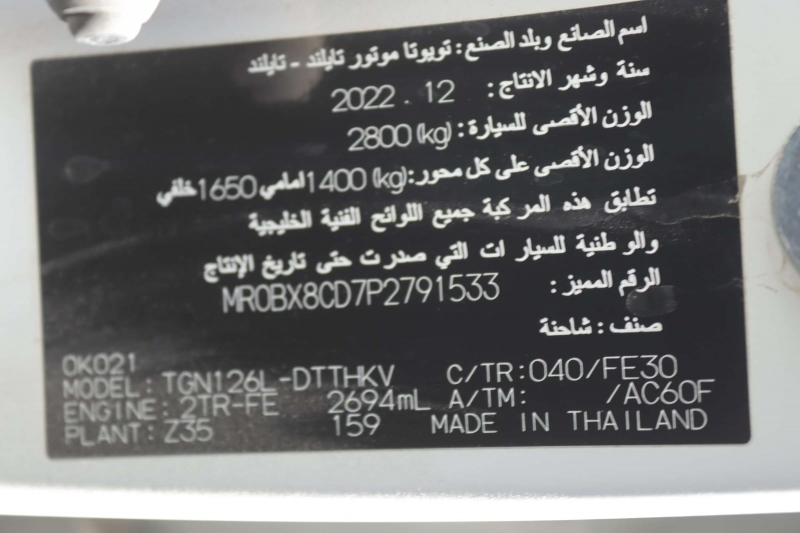 اسم الصانع وبلد الصنع: تويوتا موتور تايلند - تايلند
سنة وشهر الانتاج: 2022 . 12
الوزن الأقصى للسيارة: 2800 (kg)
الوزن الأقصى على كل محور: 1400 (kg) امامي 1650 خلفي
تطابق هذه المركبة جميع اللوائح الفنية الخليجية
والوطنية للسيارات التي صدرت حتى تاريخ الإنتاج
الرقم المميز: MR0BX8CD7P2791533
صنف: شاحنة
0K021
MODEL: TGN126L-DTTHKV C/TR:040/FE30
ENGINE: 2TR-FE 2694mL A/TM: /AC60F
PLANT: Z35 159 MADE IN THAILAND